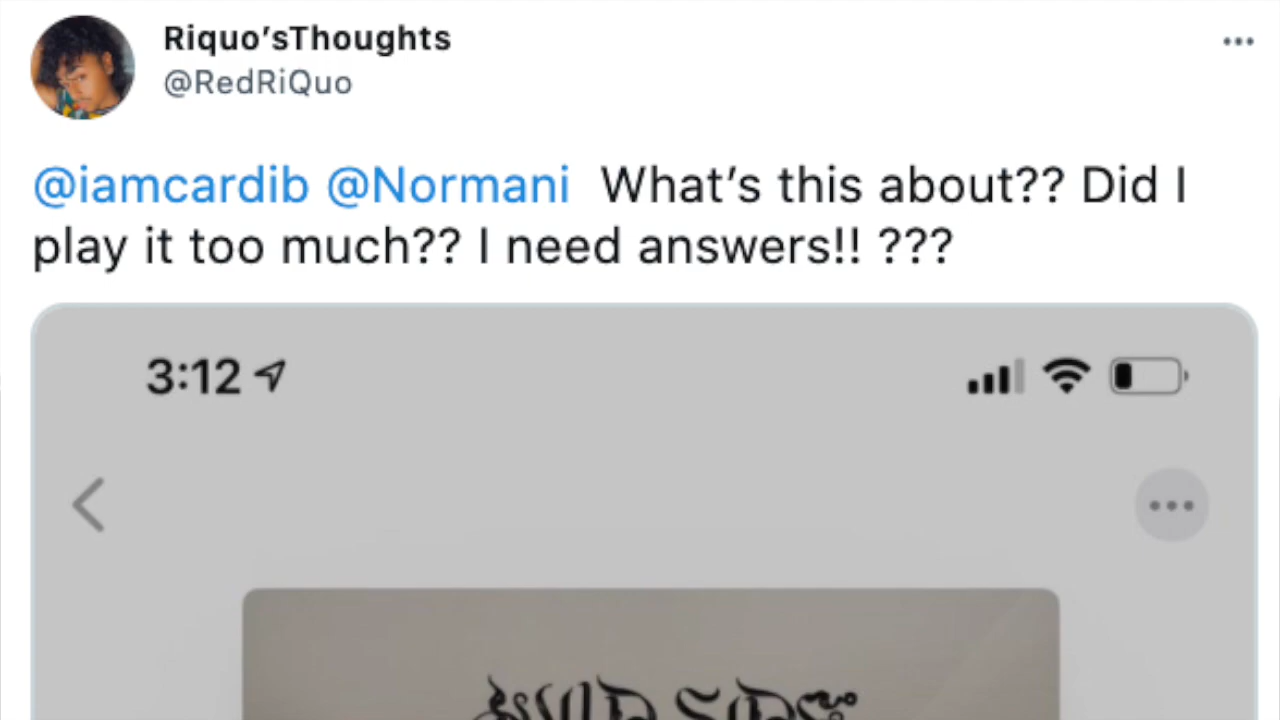 Riquo’sThoughts
@RedRiQuo
@iamcardib @Normani What’s this about?? Did I
play it too much?? I need answers!! ???
3:12